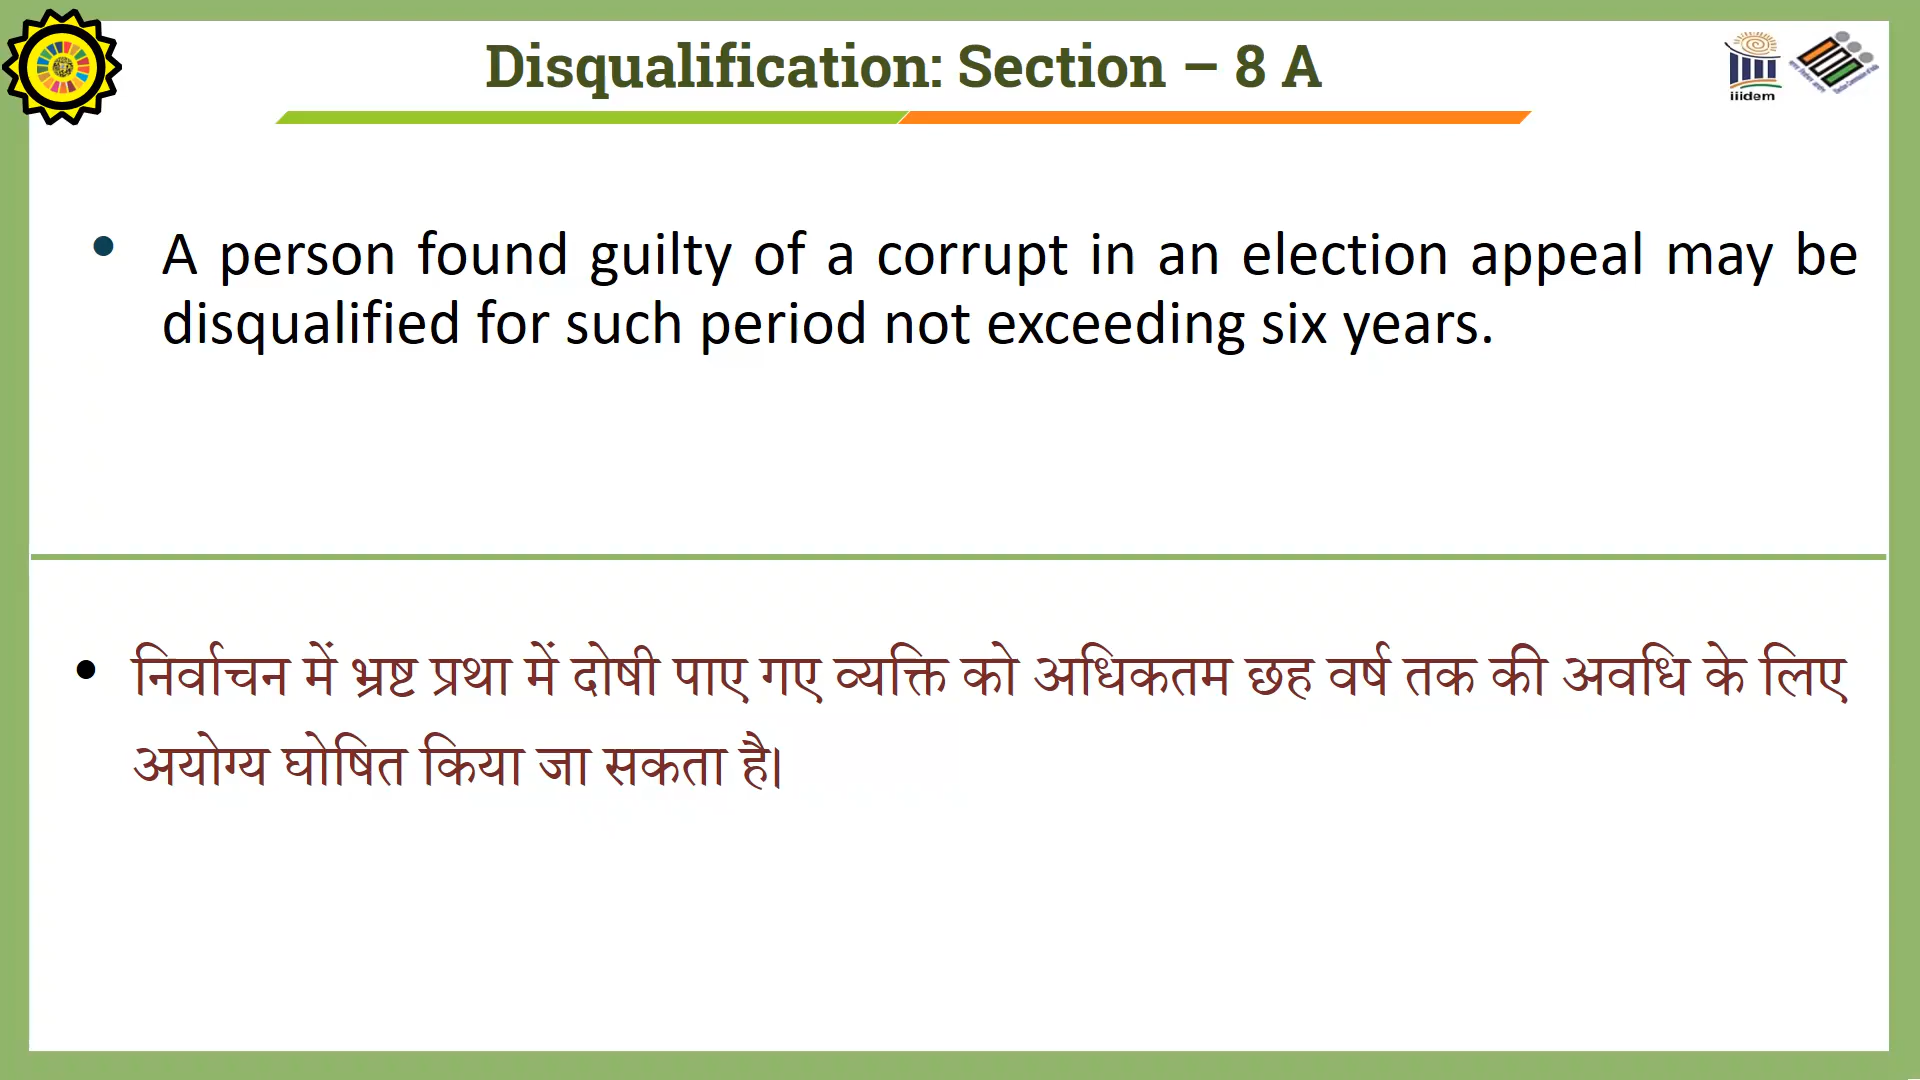 Disqualification: Section – 8 A
iiidem
• A person found guilty of a corrupt in an election appeal may be
disqualified for such period not exceeding six years.
• निर्वाचन में भ्रष्ट प्रथा में दोषी पाए गए व्यक्ति को अधिकतम छह वर्ष तक की अवधि के लिए
अयोग्य घोषित किया जा सकता है।